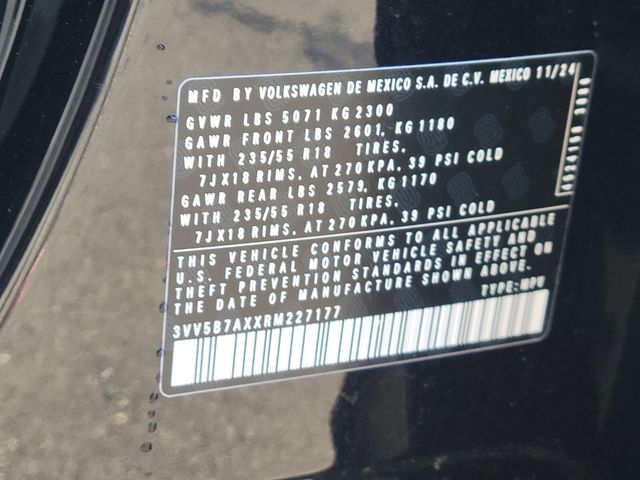 MFD BY VOLKSWAGEN DE MEXICO S.A. DE C.V. MEXICO 11/24
GVWR LBS 5071 KG 2300
GAWR FRONT LBS 2601, KG 1180
WITH 235/55 R18 TIRES.
7JX18 RIMS, AT 270 KPA, 39 PSI COLD
GAWR REAR LBS 2579, KG 1170
WITH 235/55 R18 TIRES.
7JX18 RIMS, AT 270 KPA, 39 PSI COLD
THIS VEHICLE CONFORMS TO ALL APPLICABLE
U.S. FEDERAL MOTOR VEHICLE SAFETY AND
THEFT PREVENTION STANDARDS IN EFFECT ON
THE DATE OF MANUFACTURE SHOWN ABOVE.
3VV5B7AXXRM227177 TYPE: MPV